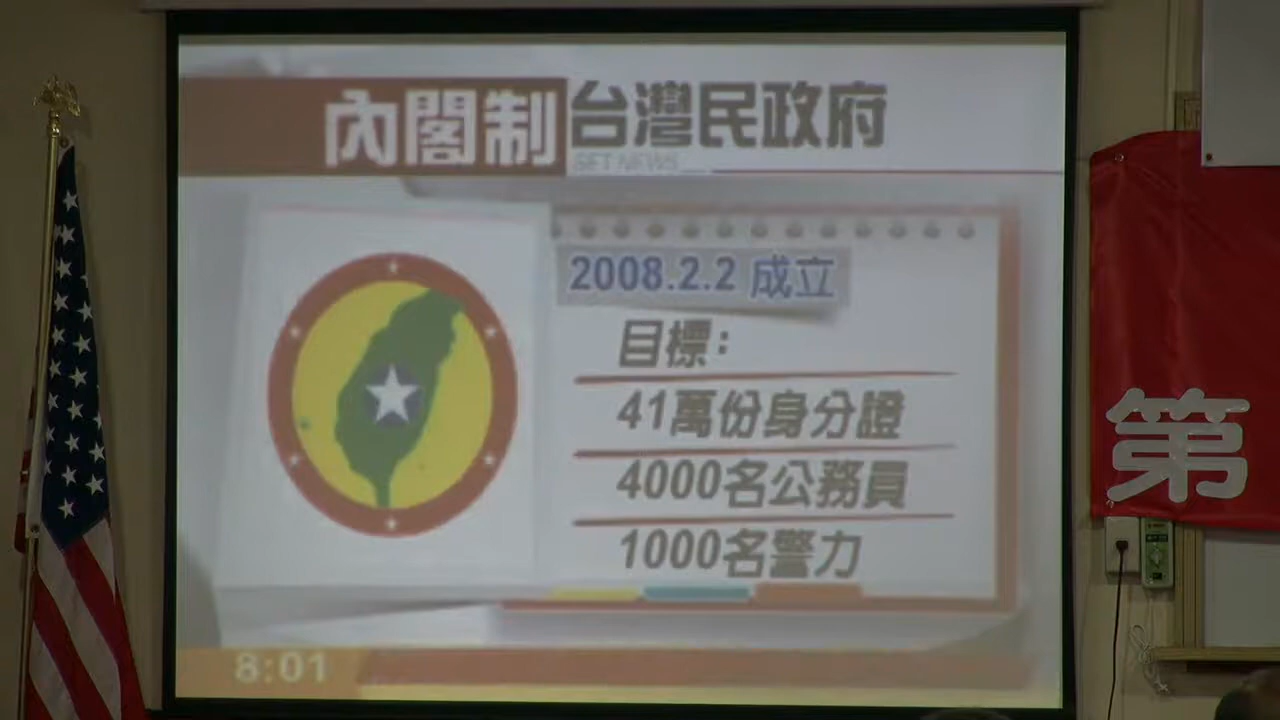 內閣制 台灣民政府
SET NEWS
2008.2.2 成立
目標:
41萬份身分證
4000名公務員
1000名警力
8:01
第